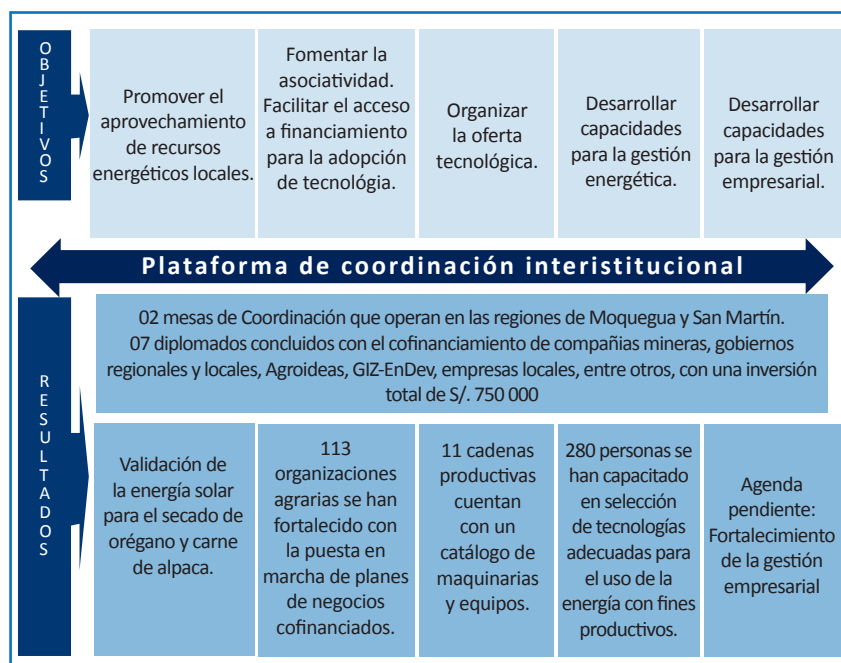 OBJETIVOS
Promover el
aprovechamiento
de recursos
energéticos locales.
Fomentar la
asociatividad.
Facilitar el acceso
a financiamiento
para la adopción
de tecnológia.
Organizar
la oferta
tecnológica.
Desarrollar
capacidades
para la gestión
energética.
Desarrollar
capacidades
para la gestión
empresarial.
Plataforma de coordinación interistitucional
RESULTADOS
02 mesas de Coordinación que operan en las regiones de Moquegua y San Martín.
07 diplomados concluidos con el cofinanciamiento de compañias mineras, gobiernos
regionales y locales, Agroideas, GIZ-EnDev, empresas locales, entre otros, con una inversión
total de S/. 750 000
Validación de
la energía solar
para el secado de
orégano y carne
de alpaca.
113
organizaciones
agrarias se han
fortalecido con
la puesta en
marcha de planes
de negocios
cofinanciados.
11 cadenas
productivas
cuentan
con un
catálogo de
maquinarias
y equipos.
280 personas se
han capacitado
en selección
de tecnologías
adecuadas para
el uso de la
energía con fines
productivos.
Agenda
pendiente:
Fortalecimiento
de la gestión
empresarial